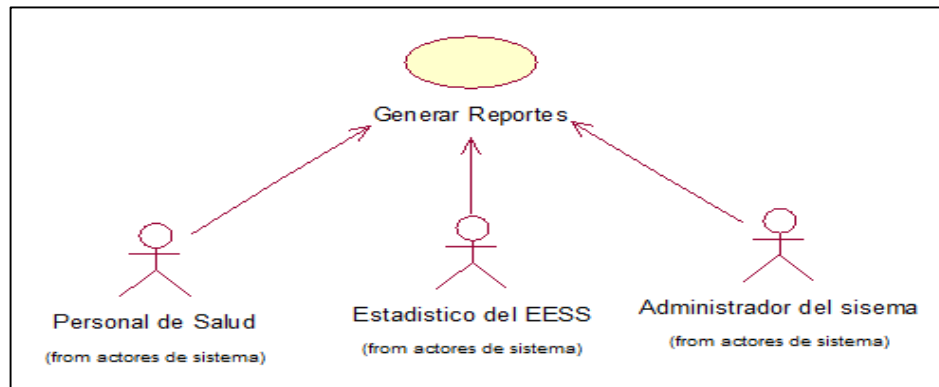 Generar Reportes
Personal de Salud
(from actores de sistema)
Estadistico del EESS
(from actores de sistema)
Administrador del sisema
(from actores de sistema)